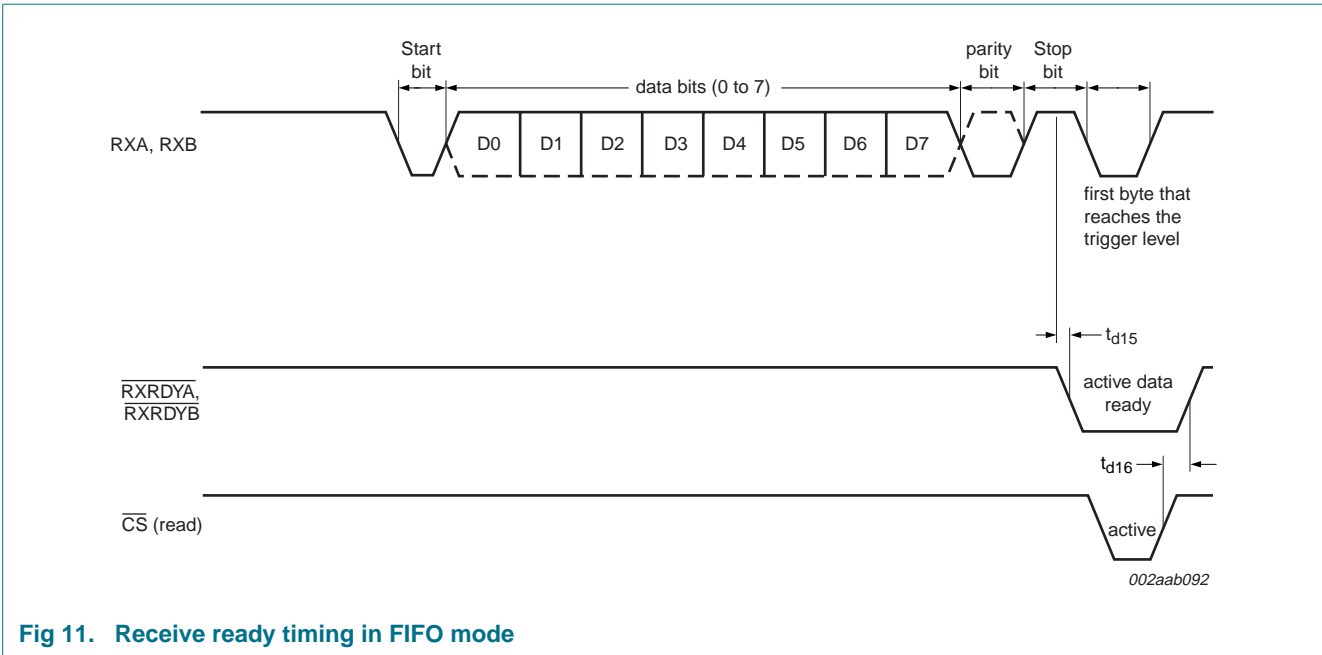 Start
bit
parity
bit
Stop
bit
data bits (0 to 7)
RXA, RXB
D0
D1
D2
D3
D4
D5
D6
D7
first byte that
reaches the
trigger level
td15
RXRDYA,
RXRDYB
active data
ready
td16
CS (read)
active
002aab092
Fig 11. Receive ready timing in FIFO mode